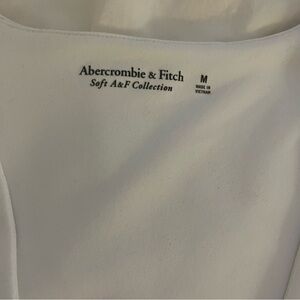 Abercrombie & Fitch
Soft A&F Collection
M
MADE IN
VIETNAM